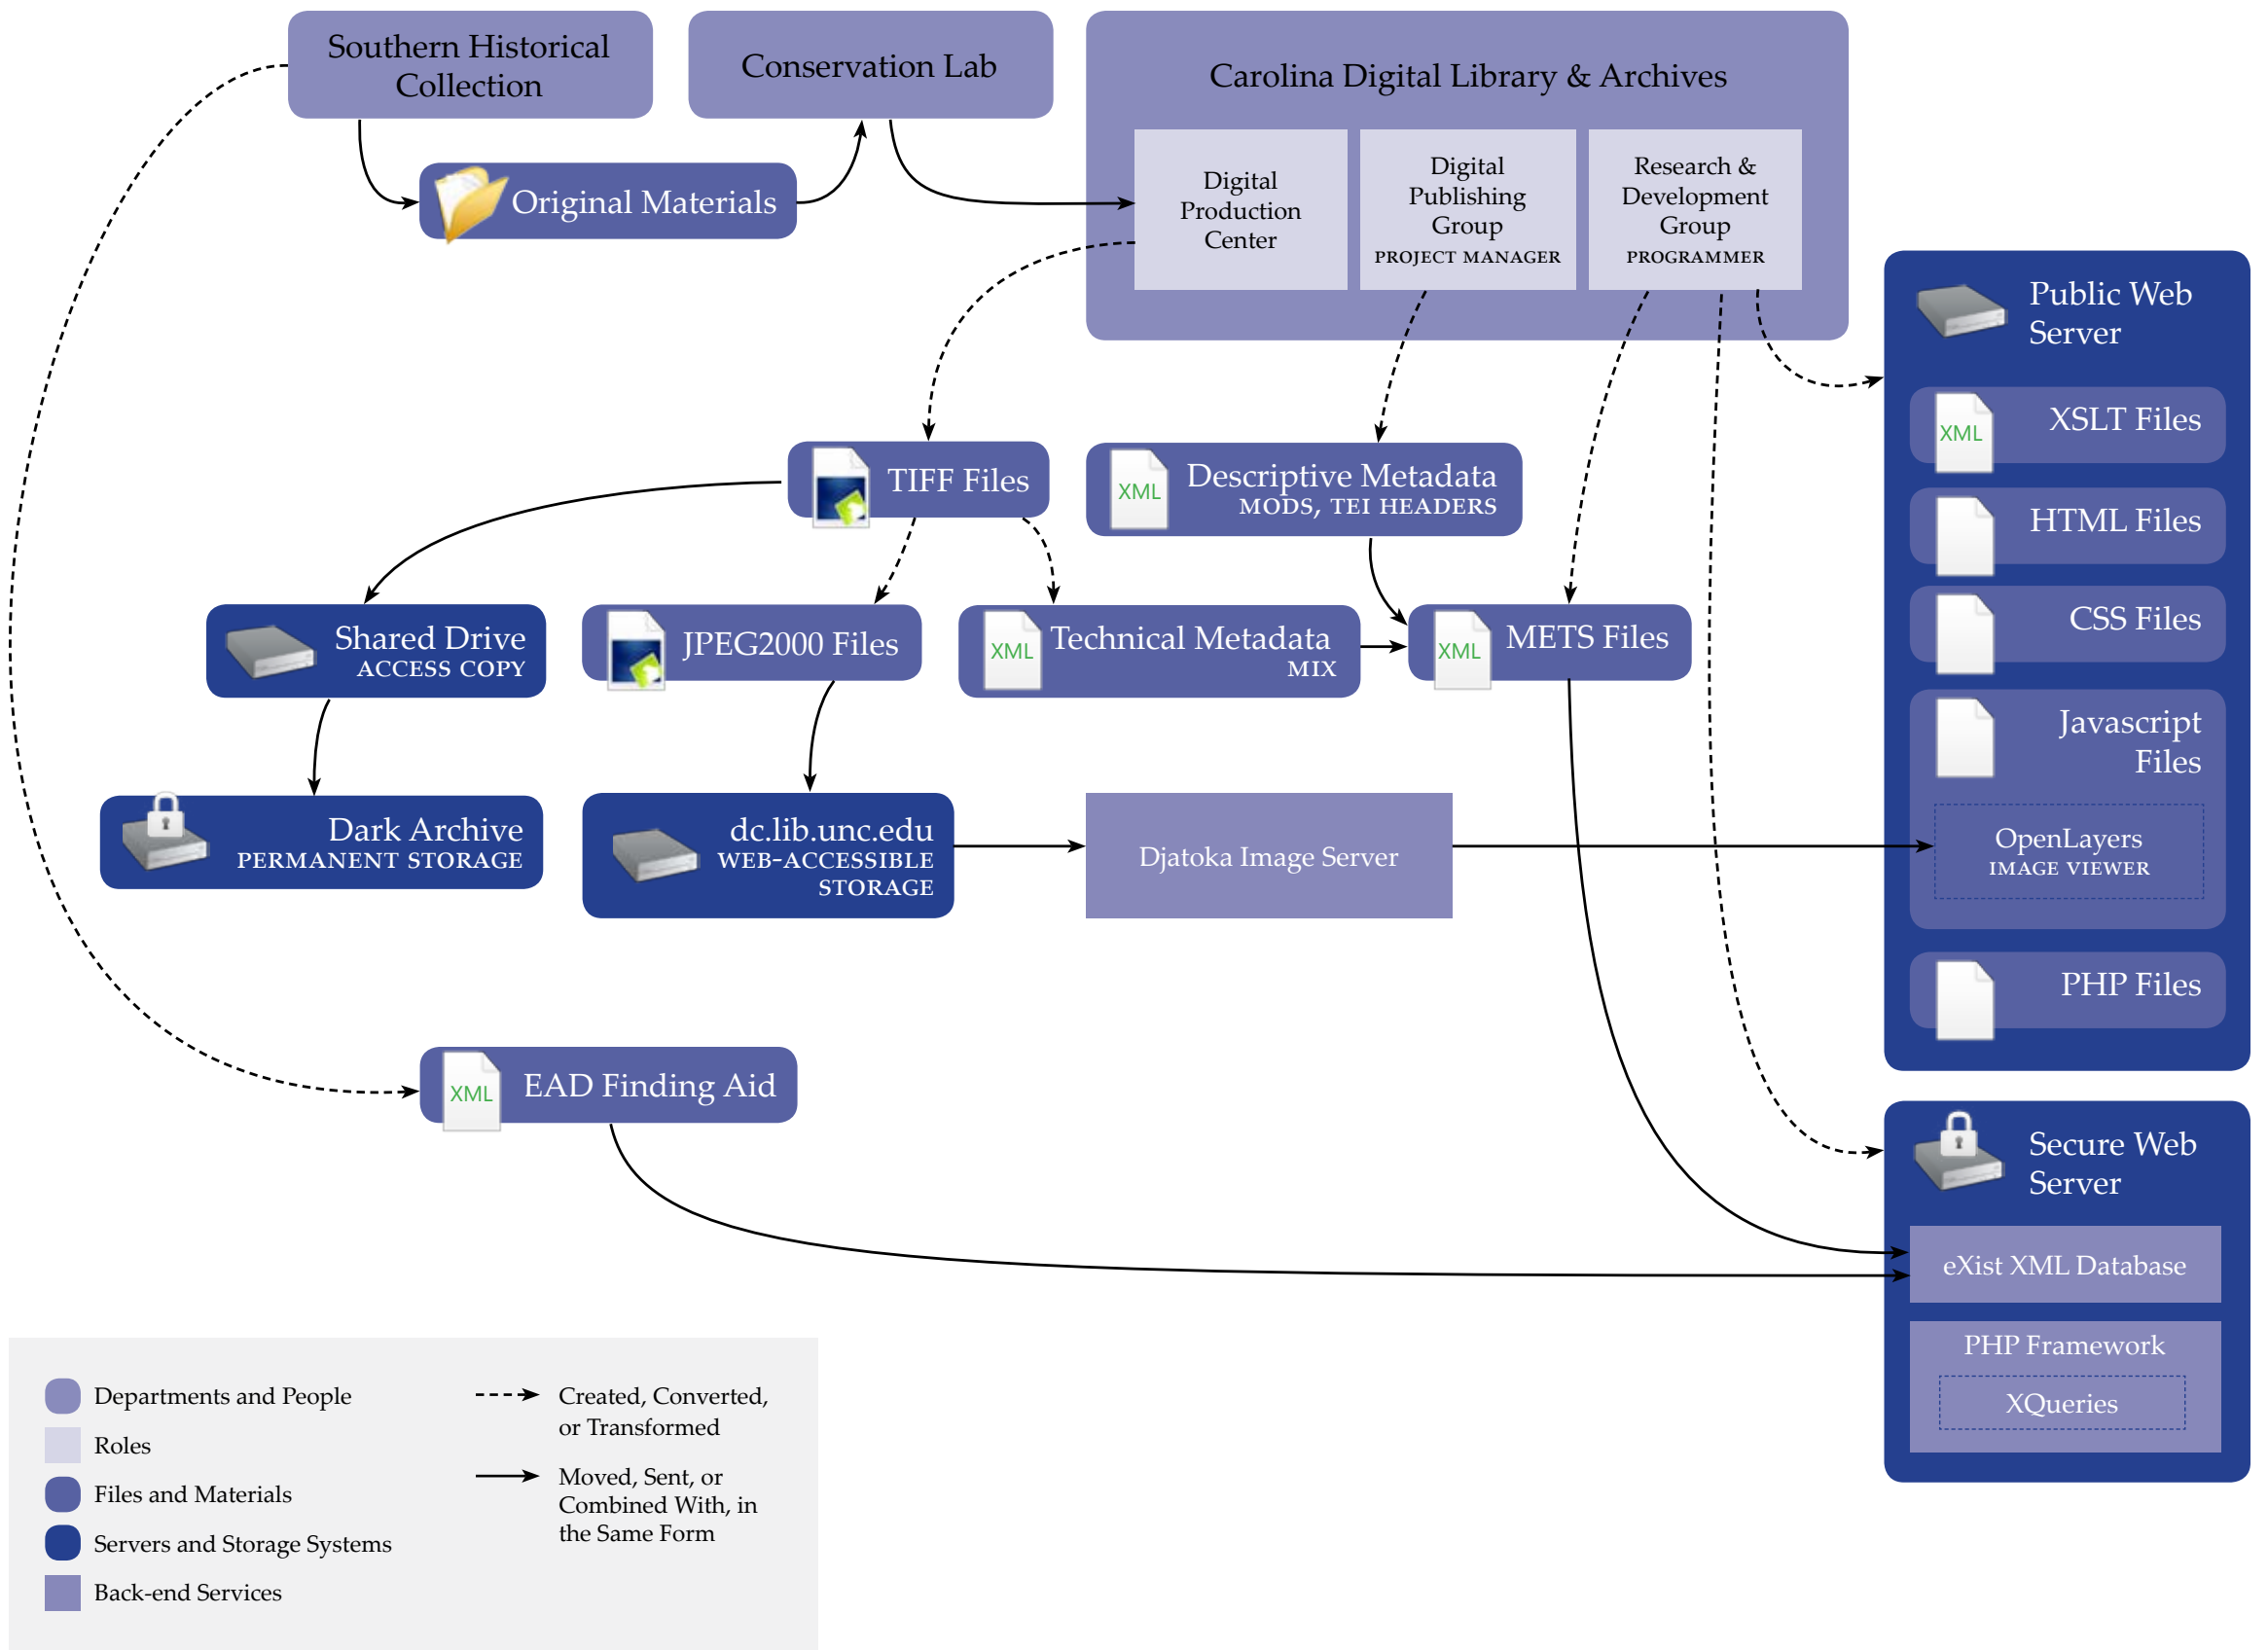 Southern Historical
Collection
Conservation Lab
Carolina Digital Library & Archives
Digital
Production
Center
Digital
Publishing
Group
PROJECT MANAGER
Research &
Development
Group
PROGRAMMER
Original Materials
Public Web
Server
XML
XSLT Files
HTML Files
CSS Files
Javascript
Files
OpenLayers
IMAGE VIEWER
PHP Files
TIFF Files
XML
Descriptive Metadata
MODS, TEI HEADERS
Shared Drive
ACCESS COPY
JPEG2000 Files
XML
Technical Metadata
MIX
XML
METS Files
Dark Archive
PERMANENT STORAGE
dc.lib.unc.edu
WEB-ACCESSIBLE
STORAGE
Djatoka Image Server
XML
EAD Finding Aid
Secure Web
Server
eXist XML Database
PHP Framework
XQueries
Departments and People
Roles
Files and Materials
Servers and Storage Systems
Back-end Services
Created, Converted,
or Transformed
Moved, Sent, or
Combined With, in
the Same Form